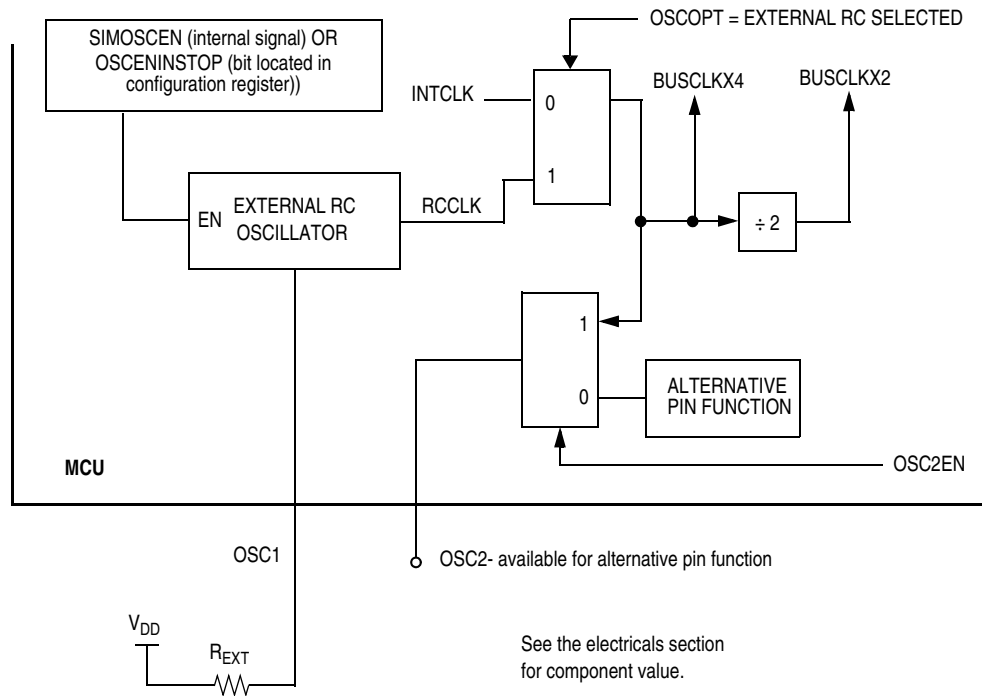 OSCOPT = EXTERNAL RC SELECTED
SIMOSCEN (internal signal) OR
OSCENINSTOP (bit located in
configuration register))
INTCLK
0
1
BUSCLKX4
BUSCLKX2
EN
EXTERNAL RC
OSCILLATOR
RCCLK
÷ 2
1
0
ALTERNATIVE
PIN FUNCTION
MCU
OSC2EN
OSC1
OSC2- available for alternative pin function
VDD
REXT
See the electricals section
for component value.